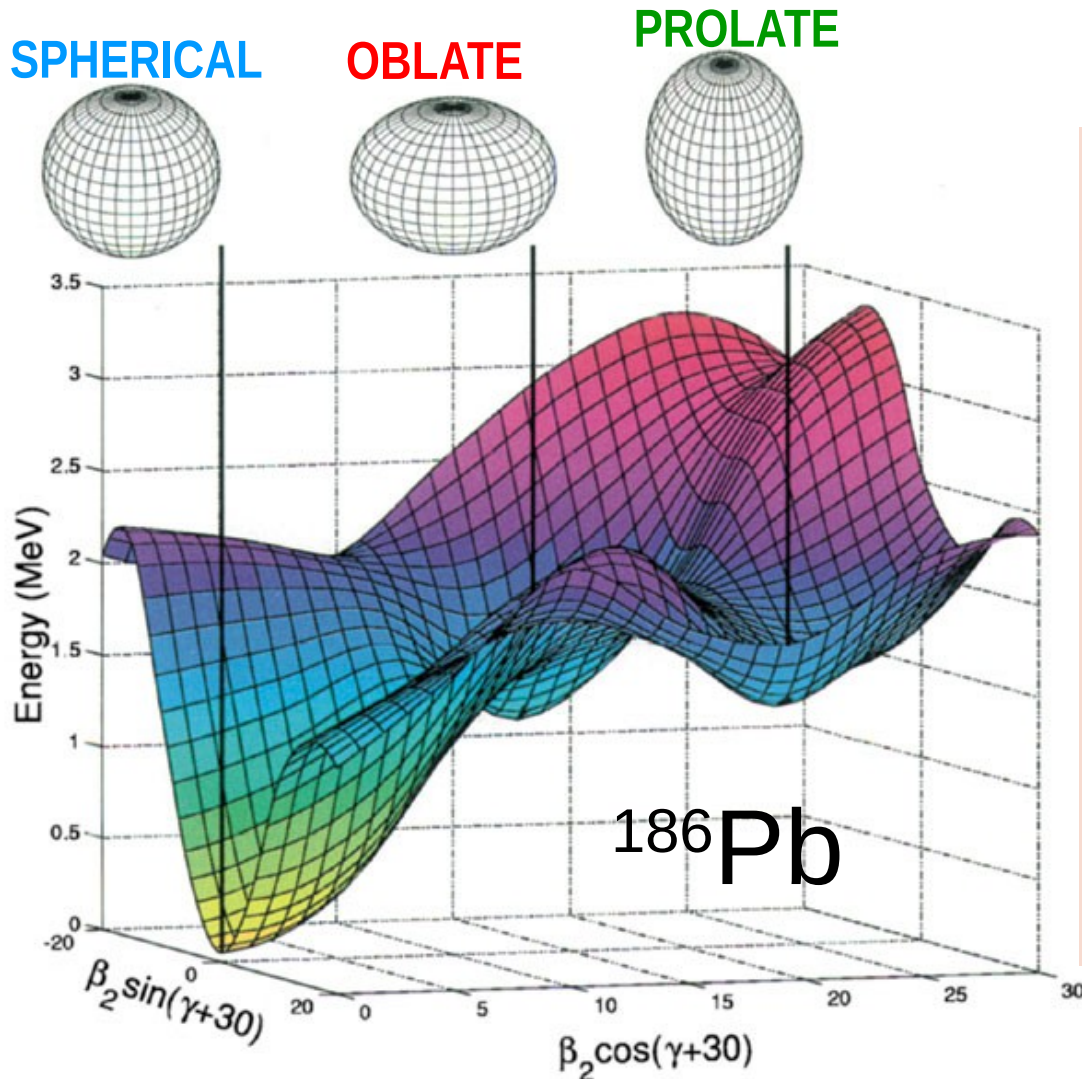 SPHERICAL
OBLATE
PROLATE
3.5
3
2.5
2
1.5
1
0.5
0
Energy (MeV)
-20
0
20
β₂sin(γ+30)
0
5
10
15
20
25
30
β₂cos(γ+30)
¹⁸⁶Pb